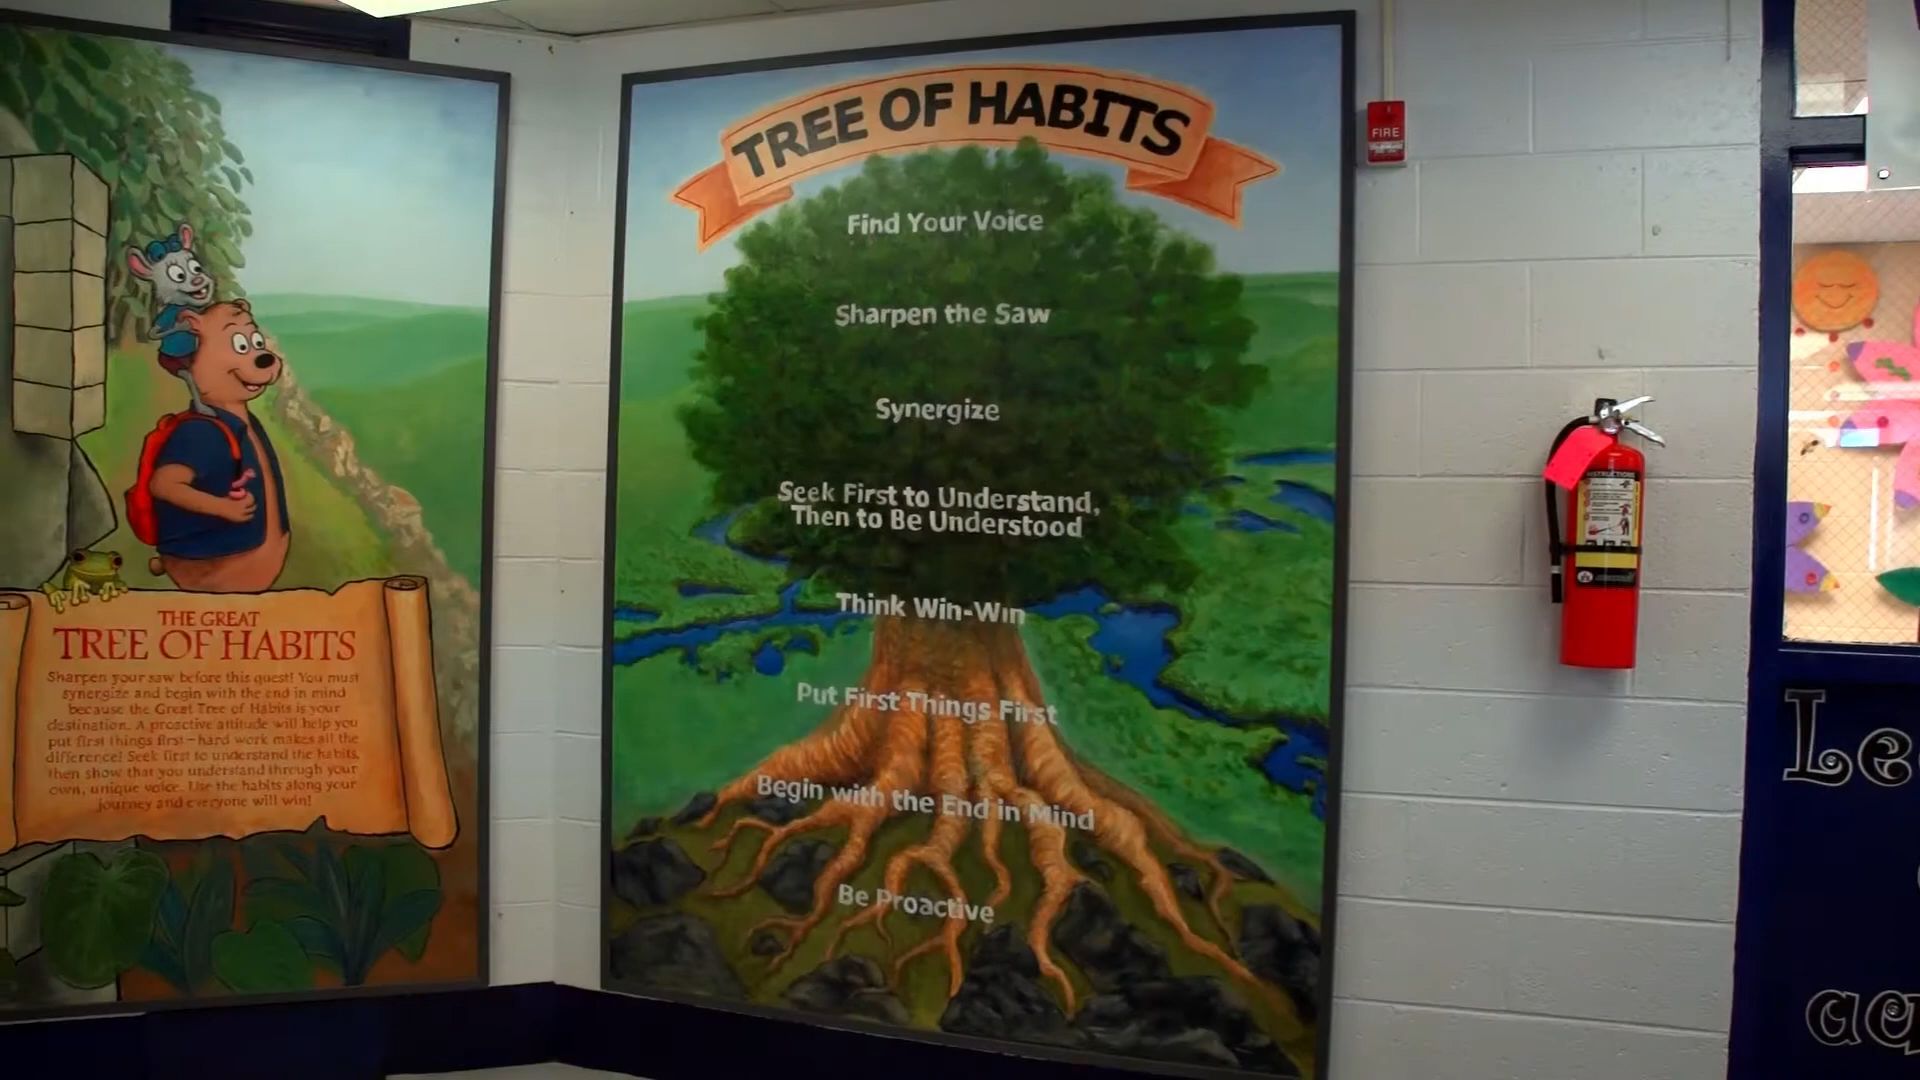 THE GREAT
TREE OF HABITS
Sharpen your saw before this quest! You must
synergize and begin with the end in mind
because the Great Tree of Habits is your
destination. A proactive attitude will help you
put first things first—hard work makes all the
difference! Seek first to understand the habits,
then show that you understand through your
own, unique voice. Use the habits along your
journey and everyone will win!
TREE OF HABITS
Find Your Voice
Sharpen the Saw
Synergize
Seek First to Understand,
Then to Be Understood
Think Win-Win
Put First Things First
Begin with the End in Mind
Be Proactive
FIRE
INSTRUCTIONS
Le